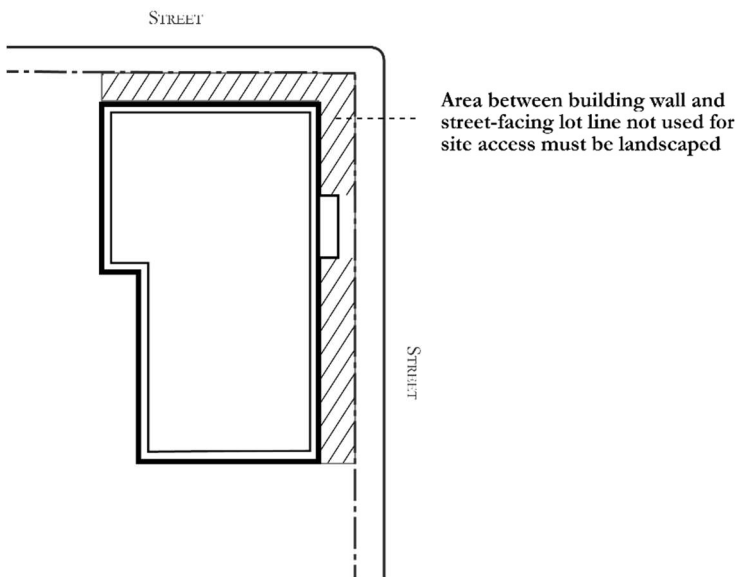 STREET
Area between building wall and
street-facing lot line not used for
site access must be landscaped
STREET